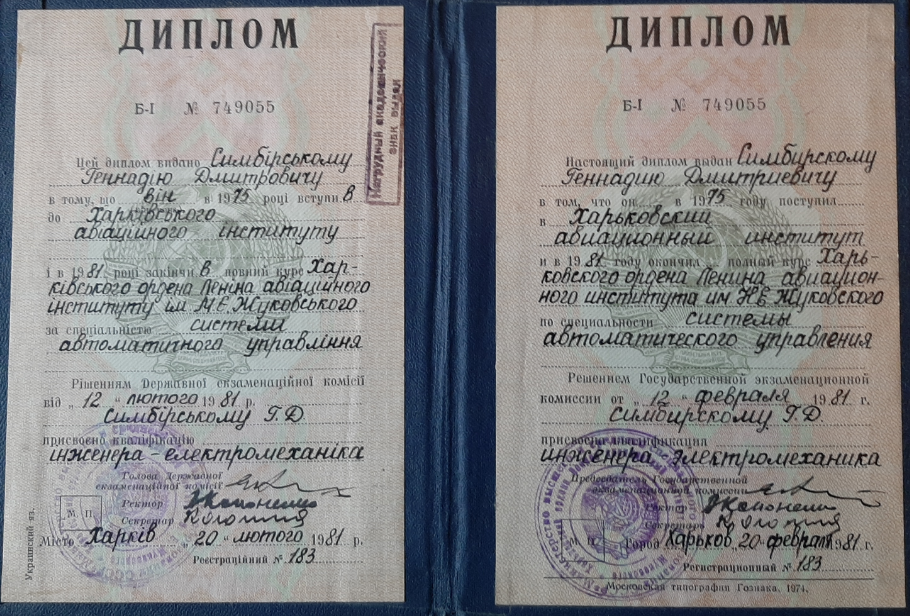 ДИПЛОМ
Б-I № 749055
Нагрудный академический
знак выдан
Цей диплом видано Симбірському
Геннадію Дмитровичу
в тому, що він в 1975 році вступив
до Харківського
авіаційного інституту
і в 1981 році закінчив повний курс Хар-
ківського ордена Леніна авіаційного
інституту ім М.Е. Жуковського
за спеціальністю системи
автоматичного управління
Рішенням Державної екзаменаційної комісії
від „12" лютого 1981 р.
Симбірському Г.Д
присвоєно кваліфікацію
інженера-електромеханіка
Голова Державної
екзаменаційної комісії
Ректор
Секретар
М П.
Місто Харків „20" лютого 1981 р.
Реєстраційний № 183
Украинский яз.
ДИПЛОМ
Б-I № 749055
Настоящий диплом выдан Симбирскому
Геннадию Дмитриевичу
в том, что он в 1975 году поступил
в Харьковский
авиационный институт
и в 1981 году окончил полный курс Харь-
ковского ордена Ленина авиацион-
ного института им Н.Е. Жуковского
по специальности системы
автоматического управления
Решением Государственной экзаменационной
комиссии от „12" февраля 1981 г.
Симбирскому Г.Д.
присвоена квалификация
инженера электромеханика
Председатель Государственной
экзаменационной комиссии
Ректор
Секретарь
М П.
Город Харьков „20" февраля 1981 г.
Регистрационный № 183
Московская типография Гознака. 1974.